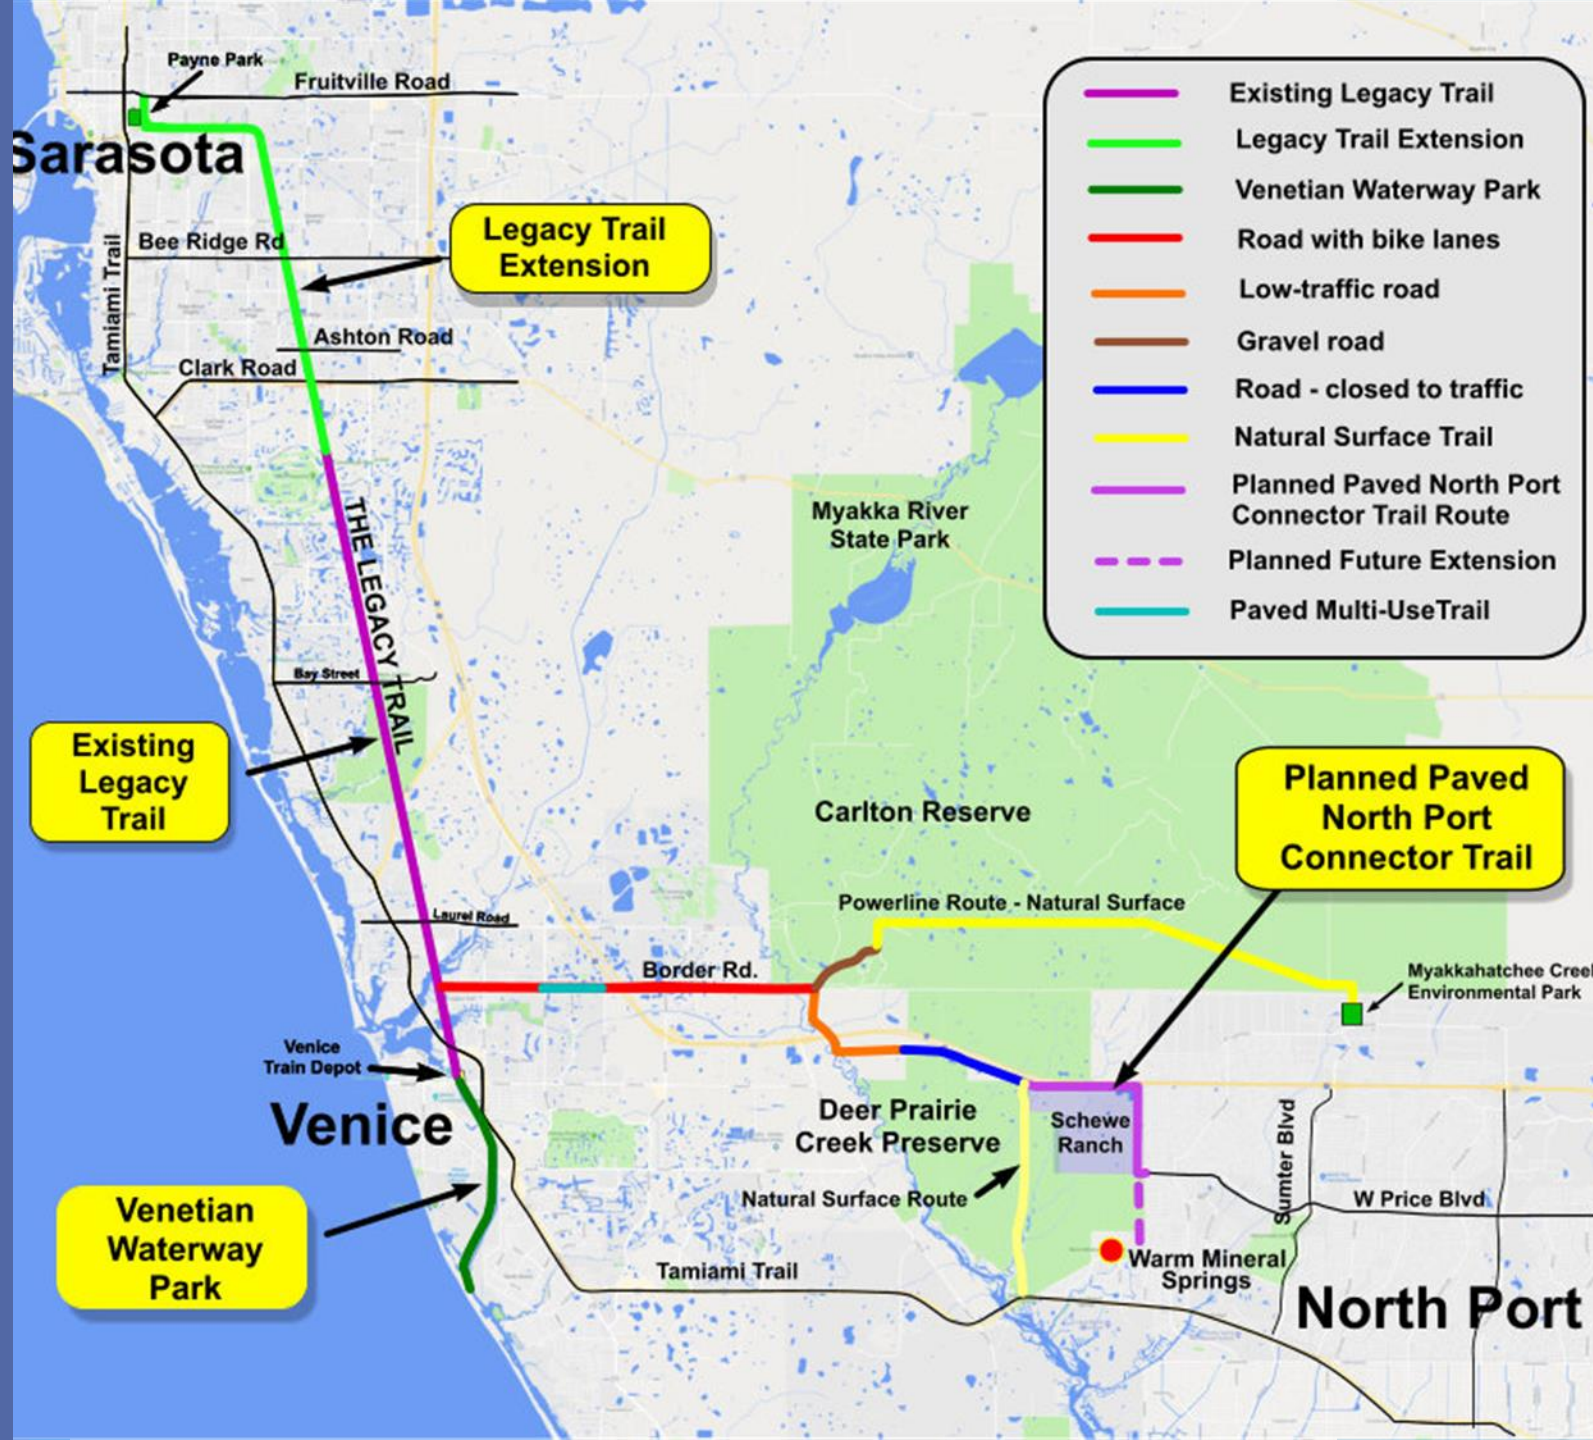 Payne Park
Fruitville Road
Sarasota
Bee Ridge Rd
Tamiami Trail
Legacy Trail
Extension
Ashton Road
Clark Road
THE LEGACY TRAIL
Bay Street
Existing
Legacy
Trail
Laurel Road
Border Rd.
Venice
Train Depot
Venice
Venetian
Waterway
Park
Tamiami Trail
Myakka River
State Park
Carlton Reserve
Powerline Route - Natural Surface
Deer Prairie
Creek Preserve
Natural Surface Route
Schewe
Ranch
Warm Mineral
Springs
Sumter Blvd
W Price Blvd
North Port
Myakkahatchee Creek
Environmental Park
Planned Paved
North Port
Connector Trail
Existing Legacy Trail
Legacy Trail Extension
Venetian Waterway Park
Road with bike lanes
Low-traffic road
Gravel road
Road - closed to traffic
Natural Surface Trail
Planned Paved North Port
Connector Trail Route
Planned Future Extension
Paved Multi-UseTrail